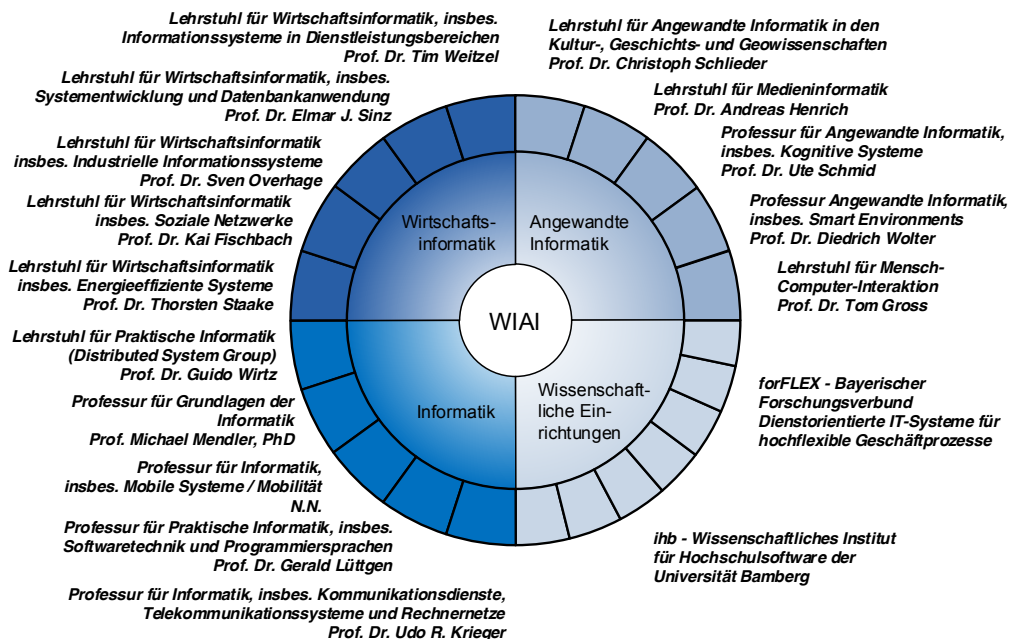 Lehrstuhl für Wirtschaftsinformatik, insbes.
Informationssysteme in Dienstleistungsbereichen
Prof. Dr. Tim Weitzel
Lehrstuhl für Wirtschaftsinformatik, insbes.
Systementwicklung und Datenbankanwendung
Prof. Dr. Elmar J. Sinz
Lehrstuhl für Wirtschaftsinformatik
insbes. Industrielle Informationssysteme
Prof. Dr. Sven Overhage
Lehrstuhl für Wirtschaftsinformatik
insbes. Soziale Netzwerke
Prof. Dr. Kai Fischbach
Lehrstuhl für Wirtschaftsinformatik
insbes. Energieeffiziente Systeme
Prof. Dr. Thorsten Staake
Lehrstuhl für Praktische Informatik
(Distributed System Group)
Prof. Dr. Guido Wirtz
Professur für Grundlagen der
Informatik
Prof. Michael Mendler, PhD
Professur für Informatik,
insbes. Mobile Systeme / Mobilität
N.N.
Professur für Praktische Informatik, insbes.
Softwaretechnik und Programmiersprachen
Prof. Dr. Gerald Lüttgen
Professur für Informatik, insbes. Kommunikationsdienste,
Telekommunikationssysteme und Rechnernetze
Prof. Dr. Udo R. Krieger
Wirtschafts-
informatik
Angewandte
Informatik
WIAI
Informatik
Wissenschaft-
liche Ein-
richtungen
Lehrstuhl für Angewandte Informatik in den
Kultur-, Geschichts- und Geowissenschaften
Prof. Dr. Christoph Schlieder
Lehrstuhl für Medieninformatik
Prof. Dr. Andreas Henrich
Professur für Angewandte Informatik,
insbes. Kognitive Systeme
Prof. Dr. Ute Schmid
Professur Angewandte Informatik,
insbes. Smart Environments
Prof. Dr. Diedrich Wolter
Lehrstuhl für Mensch-
Computer-Interaktion
Prof. Dr. Tom Gross
forFLEX - Bayerischer
Forschungsverbund
Dienstorientierte IT-Systeme für
hochflexible Geschäftprozesse
ihb - Wissenschaftliches Institut
für Hochschulsoftware der
Universität Bamberg